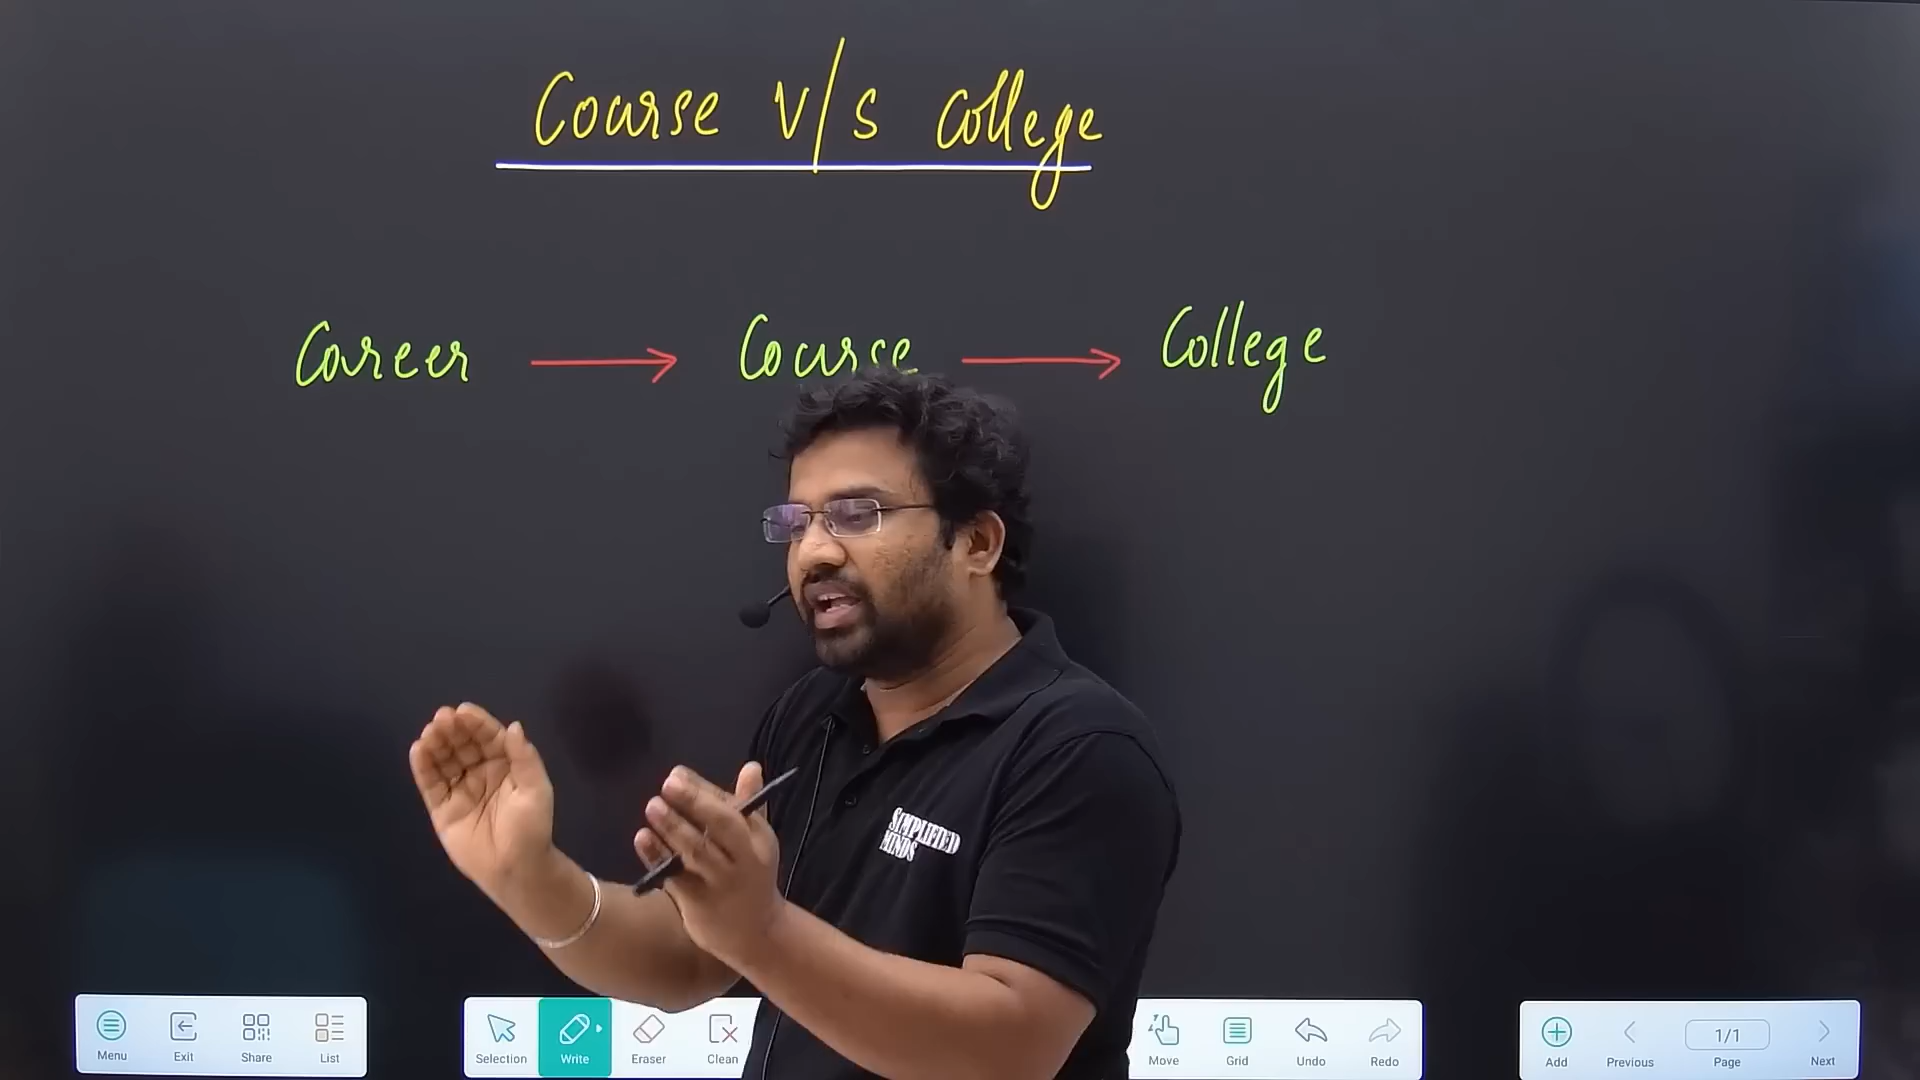 Course V/s College
Career → Course → College
SIMPLIFIED
MINDS
Menu Exit Share List Selection Write Eraser Clean Move Grid Undo Redo Add Previous 1/1 Page Next